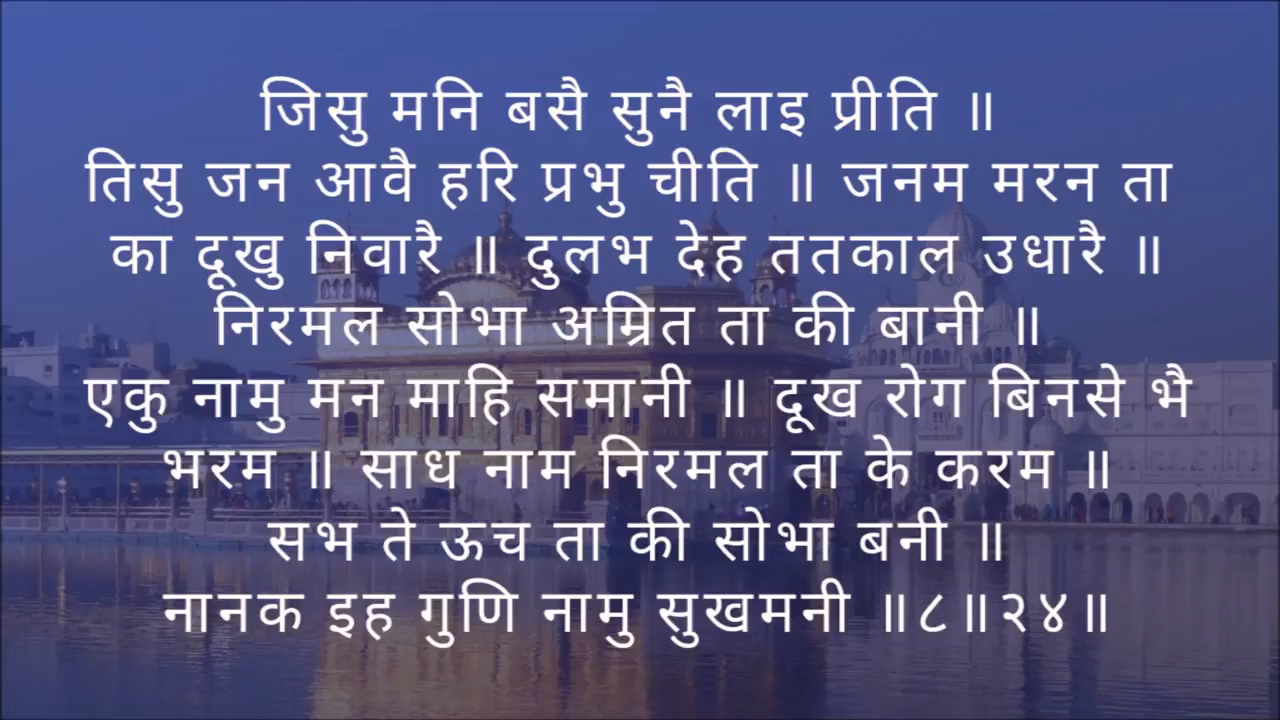 जिसु मनि बसै सुनै लाइ प्रीति ॥
तिसु जन आवै हरि प्रभु चीति ॥ जनम मरन ता
का दूखु निवारै ॥ दुलभ देह ततकाल उधारै ॥
निरमल सोभा अम्रित ता की बानी ॥
एकु नामु मन माहि समानी ॥ दूख रोग बिनसे भै
भरम ॥ साध नाम निरमल ता के करम ॥
सभ ते ऊच ता की सोभा बनी ॥
नानक इह गुणि नामु सुखमनी ॥८॥२४॥